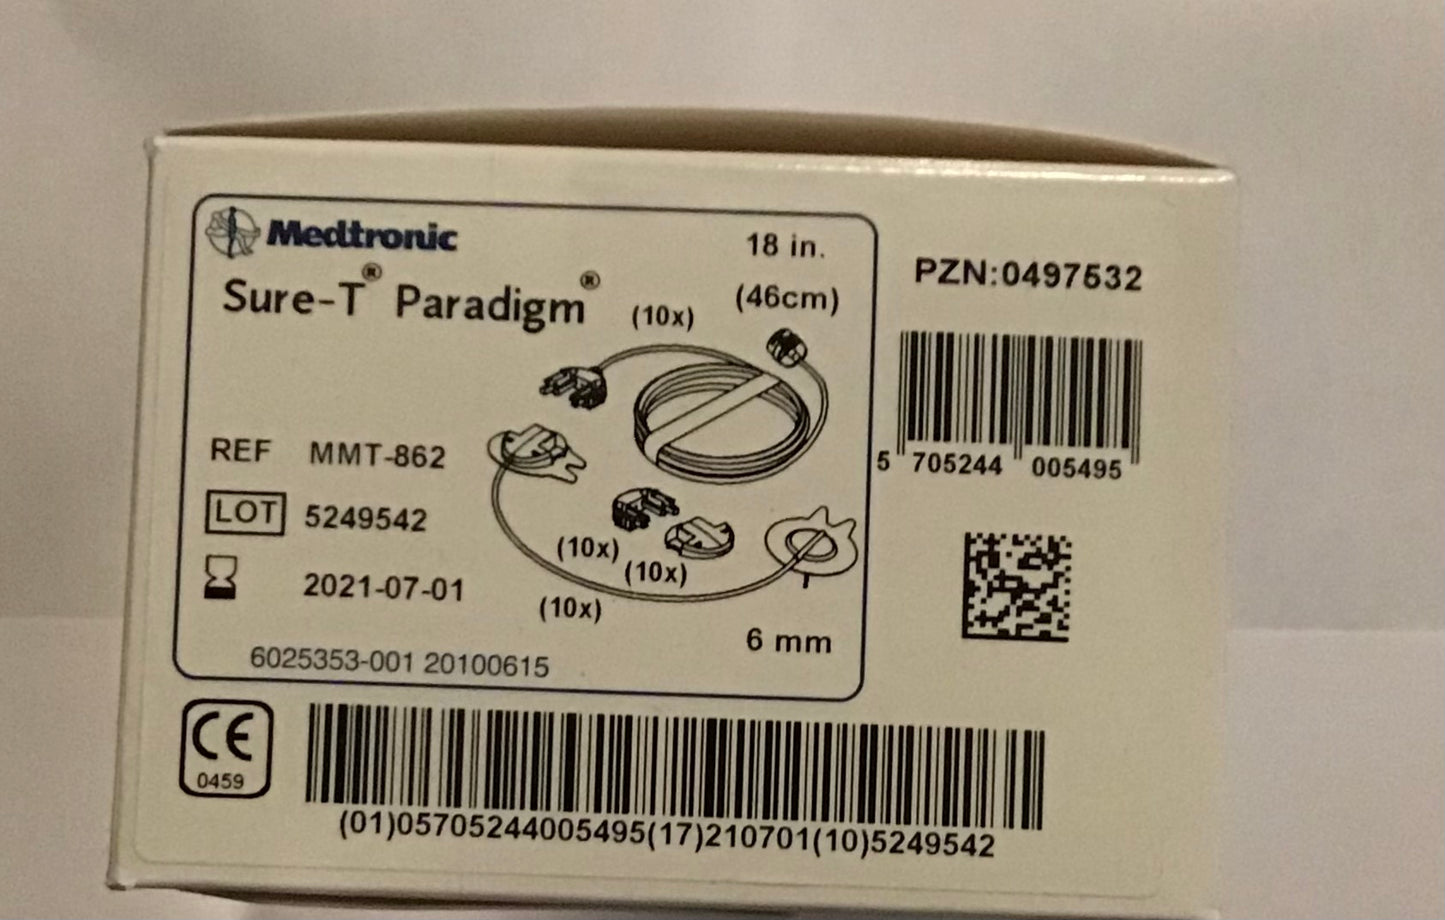 Medtronic
Sure-T® Paradigm®
18 in.
(46cm)
(10x)
REF MMT-862
LOT 5249542
2021-07-01
(10x)
(10x)
(10x)
6 mm
6025353-001 20100615
PZN:0497632
5 705244 005495
CE
0459
(01)05705244005495(17)210701(10)5249542